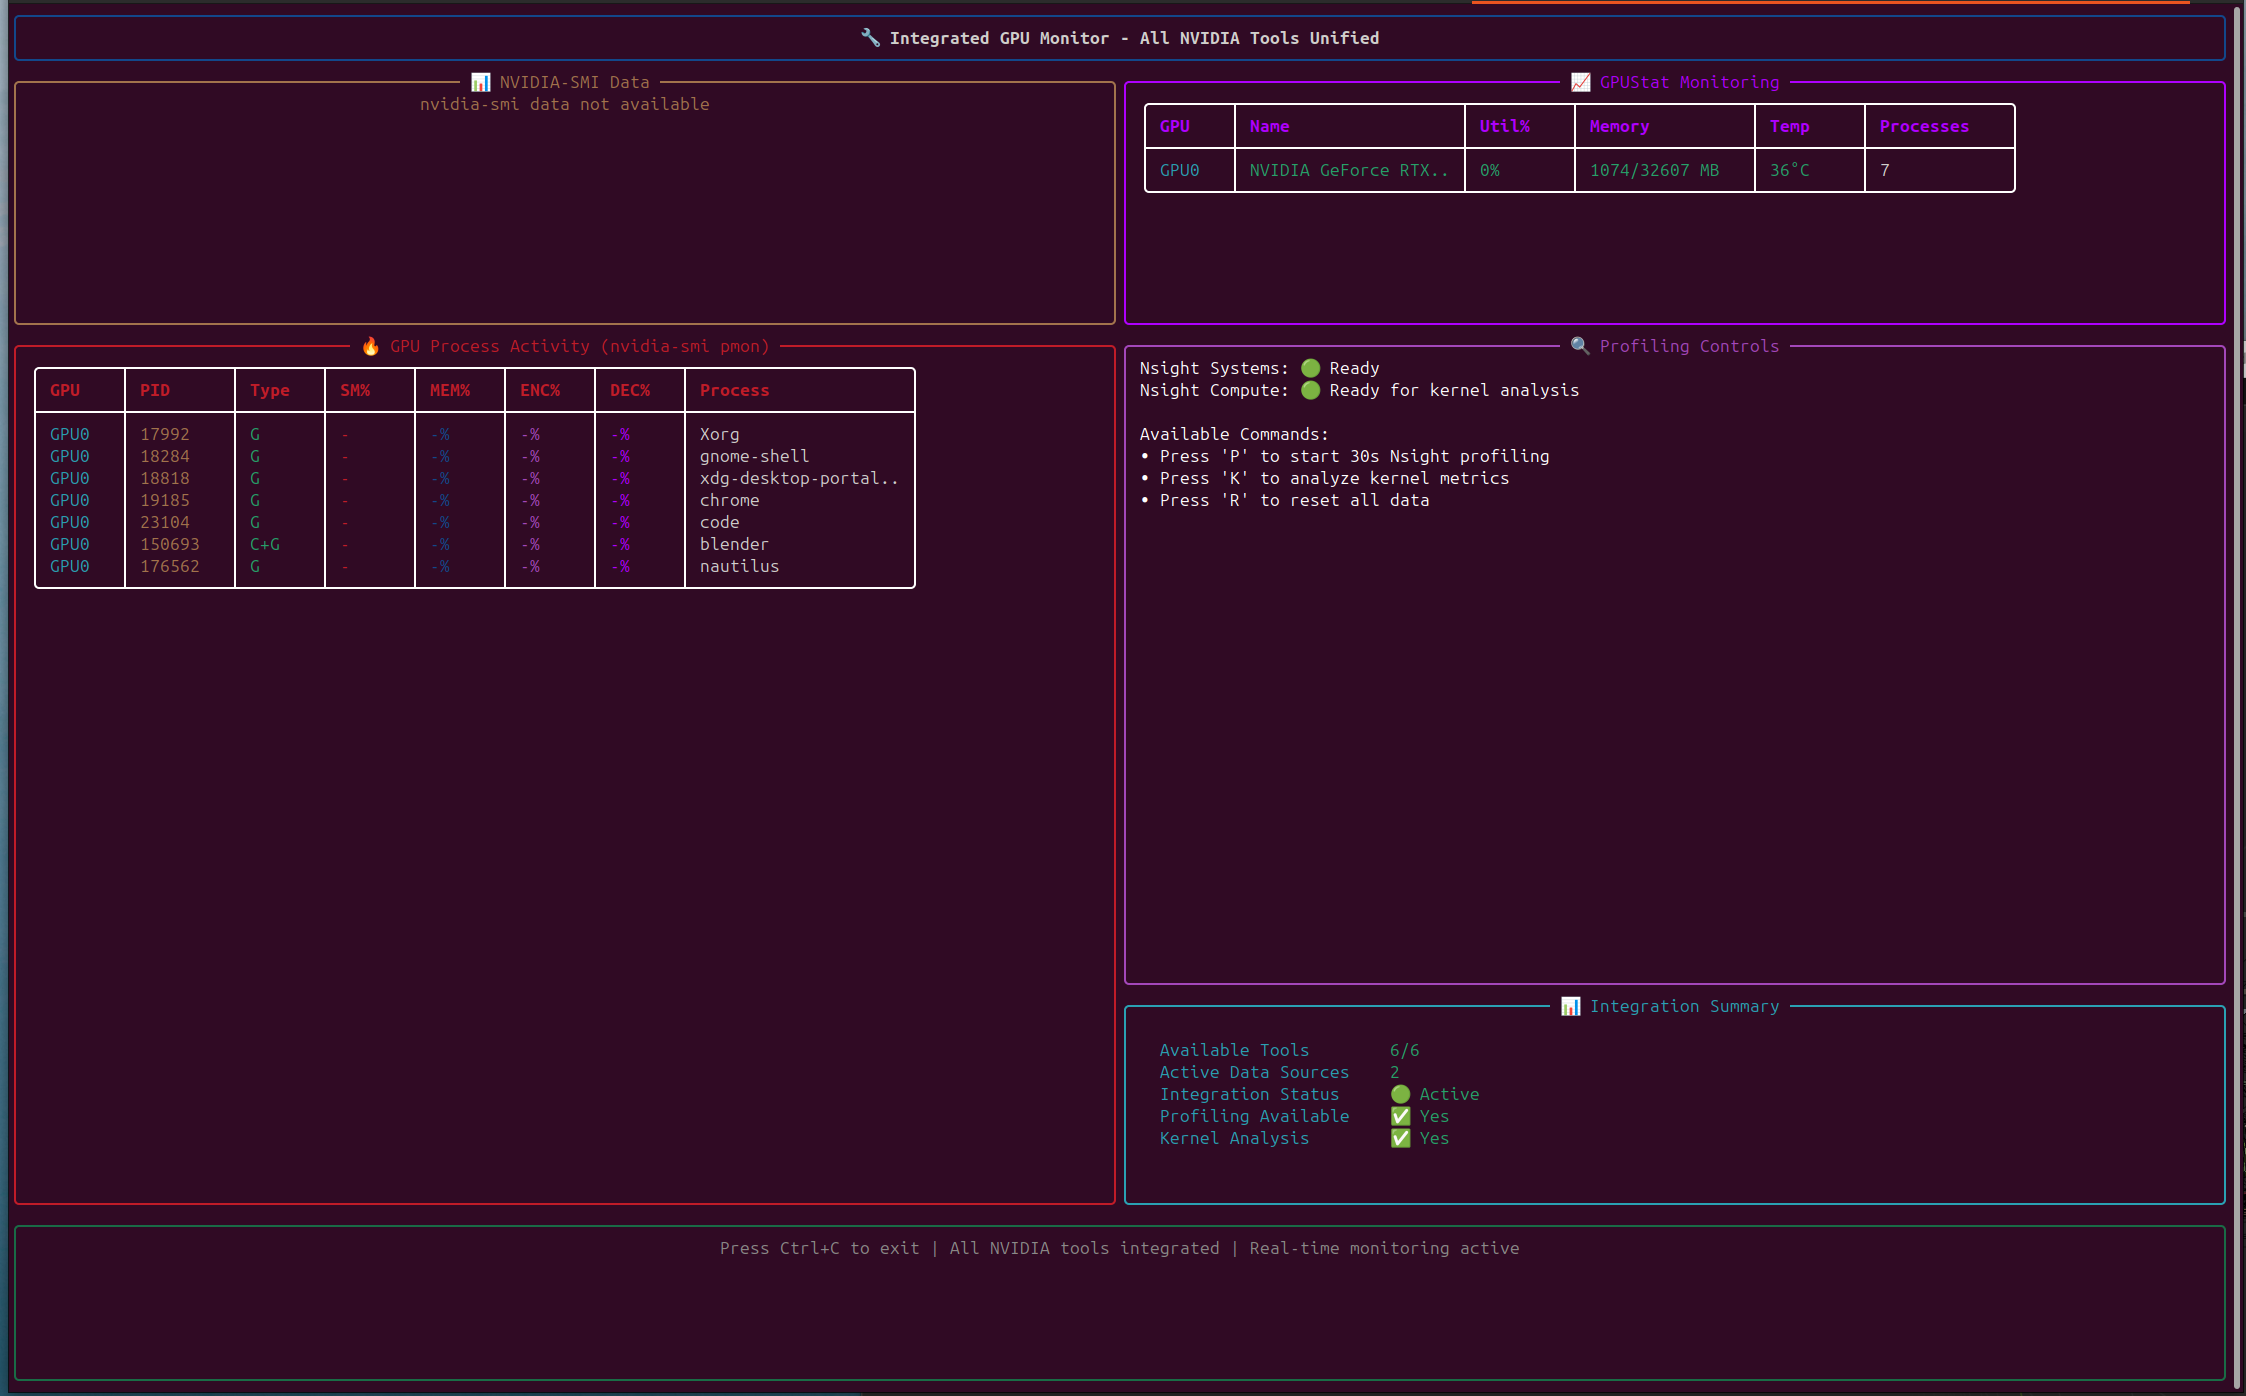 🔧 Integrated GPU Monitor - All NVIDIA Tools Unified
📊 NVIDIA-SMI Data
nvidia-smi data not available
📈 GPUStat Monitoring
GPU Name Util% Memory Temp Processes
GPU0 NVIDIA GeForce RTX.. 0% 1074/32607 MB 36°C 7
🔥 GPU Process Activity (nvidia-smi pmon)
GPU PID Type SM% MEM% ENC% DEC% Process
GPU0 17992 G - -% -% -% Xorg
GPU0 18284 G - -% -% -% gnome-shell
GPU0 18818 G - -% -% -% xdg-desktop-portal..
GPU0 19185 G - -% -% -% chrome
GPU0 23104 G - -% -% -% code
GPU0 150693 C+G - -% -% -% blender
GPU0 176562 G - -% -% -% nautilus
🔍 Profiling Controls
Nsight Systems: 🟢 Ready
Nsight Compute: 🟢 Ready for kernel analysis
Available Commands:
• Press 'P' to start 30s Nsight profiling
• Press 'K' to analyze kernel metrics
• Press 'R' to reset all data
📊 Integration Summary
Available Tools 6/6
Active Data Sources 2
Integration Status 🟢 Active
Profiling Available ✅ Yes
Kernel Analysis ✅ Yes
Press Ctrl+C to exit | All NVIDIA tools integrated | Real-time monitoring active